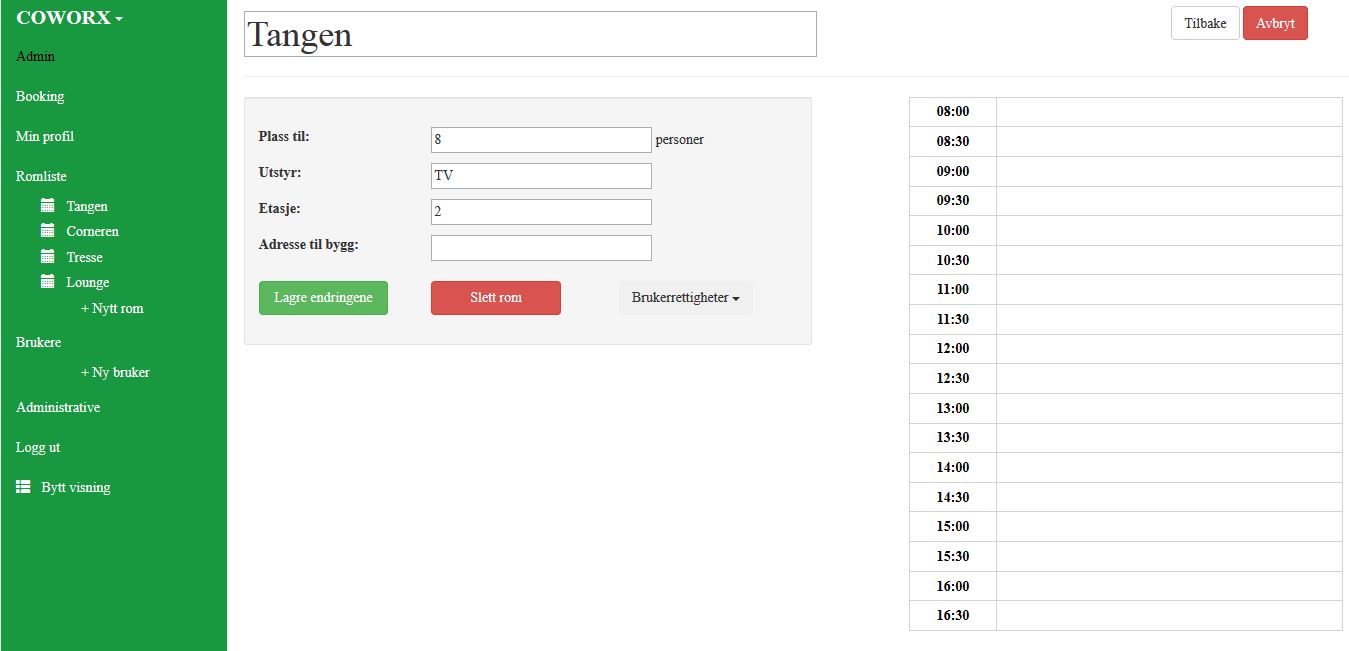 COWORX
Admin
Booking
Min profil
Romliste
Tangen
Corneren
Tresse
Lounge
+ Nytt rom
Brukere
+ Ny bruker
Administrative
Logg ut
Bytt visning
Tangen
Tilbake Avbryt
Plass til: 8 personer
Utstyr: TV
Etasje: 2
Adresse til bygg:
Lagre endringene Slett rom Brukerrettigheter
08:00
08:30
09:00
09:30
10:00
10:30
11:00
11:30
12:00
12:30
13:00
13:30
14:00
14:30
15:00
15:30
16:00
16:30